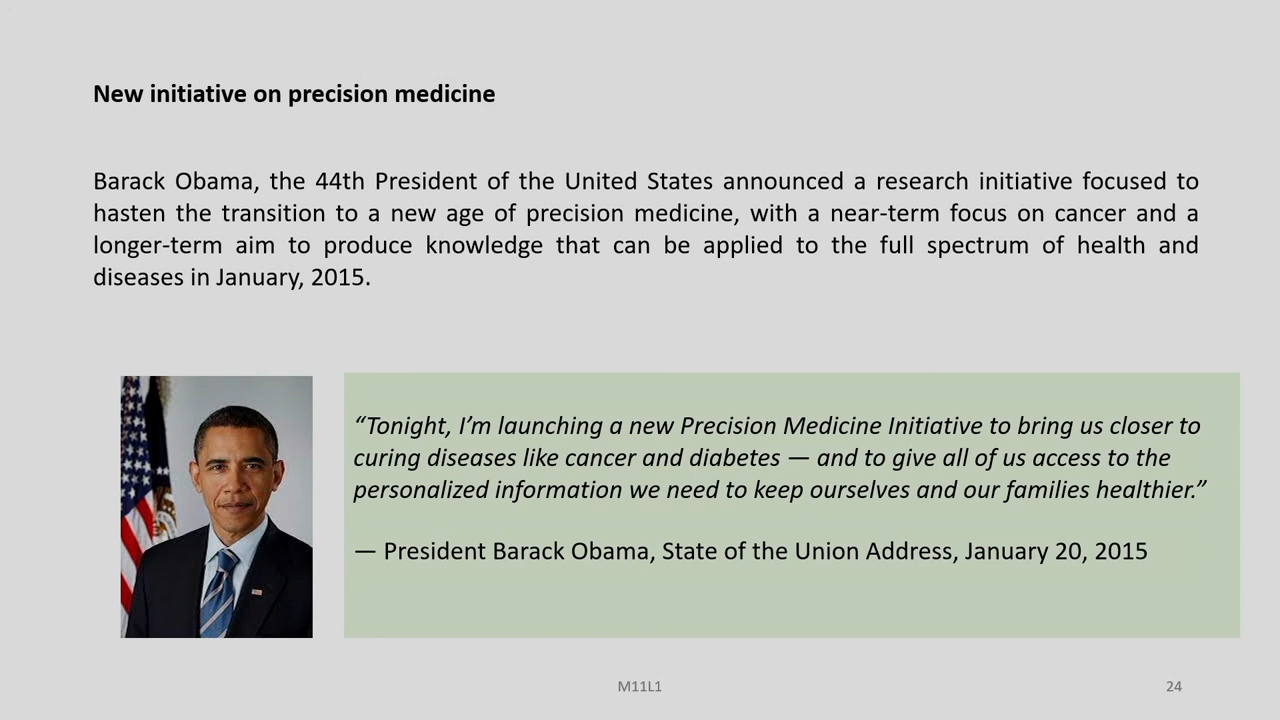 New initiative on precision medicine
Barack Obama, the 44th President of the United States announced a research initiative focused to
hasten the transition to a new age of precision medicine, with a near-term focus on cancer and a
longer-term aim to produce knowledge that can be applied to the full spectrum of health and
diseases in January, 2015.
“Tonight, I’m launching a new Precision Medicine Initiative to bring us closer to
curing diseases like cancer and diabetes — and to give all of us access to the
personalized information we need to keep ourselves and our families healthier.”
— President Barack Obama, State of the Union Address, January 20, 2015
M11L1
24